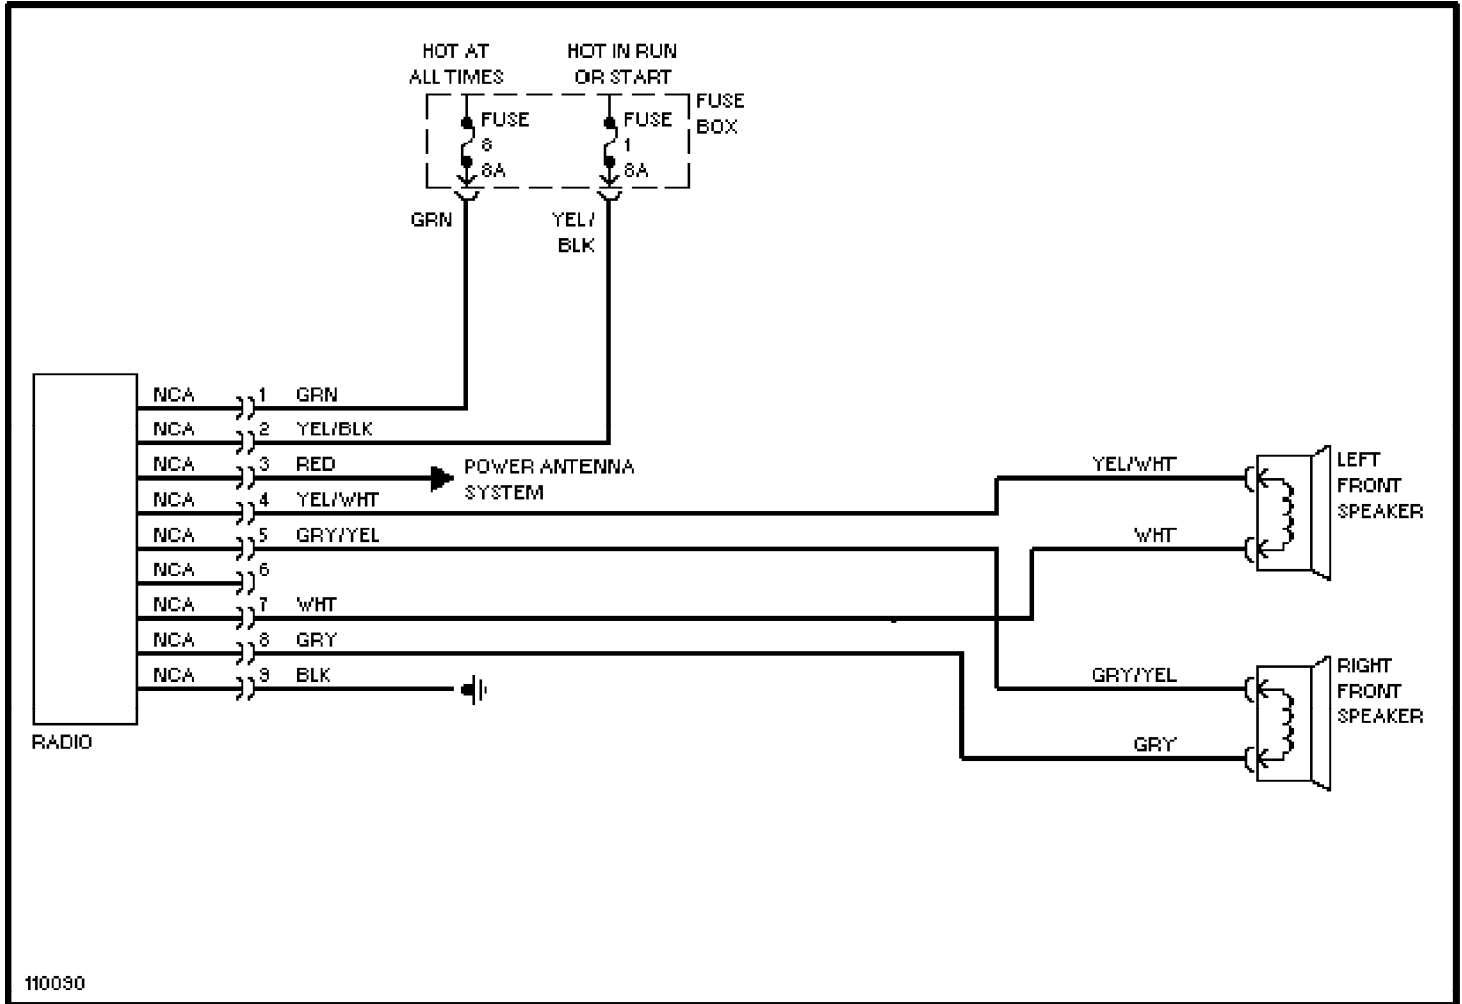 HOT AT
ALL TIMES
HOT IN RUN
OR START
FUSE
BOX
FUSE
8
8A
FUSE
1
8A
GRN
YEL/
BLK
NCA 1 GRN
NCA 2 YEL/BLK
NCA 3 RED
POWER ANTENNA
SYSTEM
NCA 4 YEL/WHT
NCA 5 GRY/YEL
NCA 6
NCA 7 WHT
NCA 8 GRY
NCA 9 BLK
RADIO
YEL/WHT
WHT
LEFT
FRONT
SPEAKER
GRY/YEL
GRY
RIGHT
FRONT
SPEAKER
110090